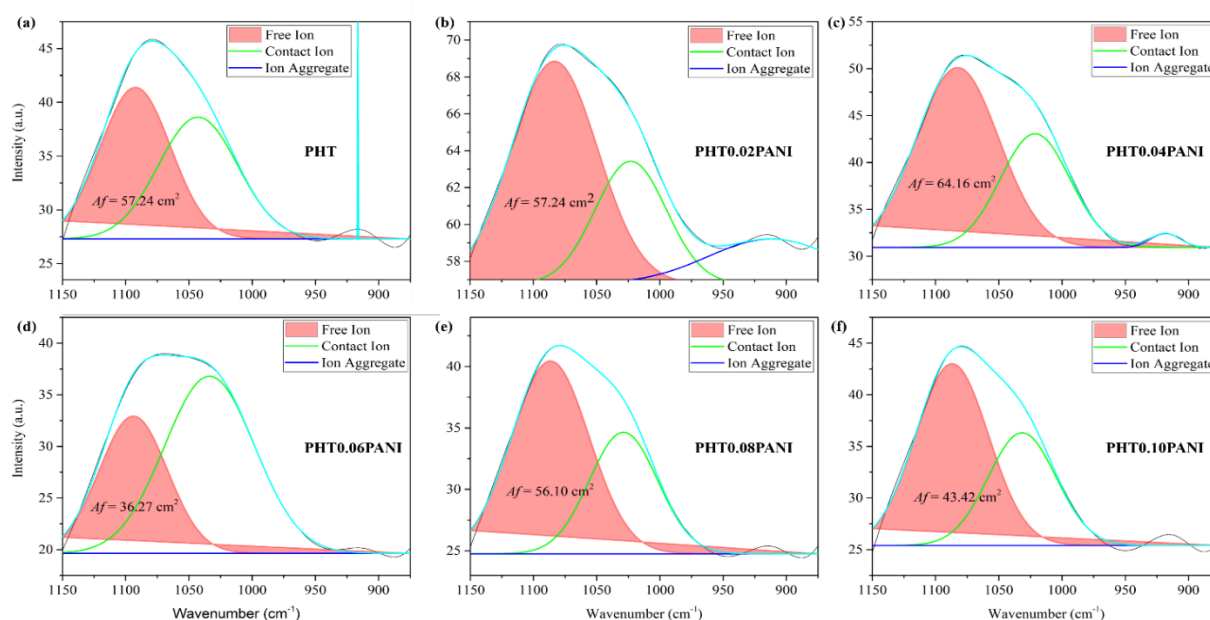 (a)
Free Ion
Contact Ion
Ion Aggregate
PHT
Af = 57.24 cm²
Intensity (a.u.)
45
40
35
30
25
1150 1100 1050 1000 950 900
(b)
Free Ion
Contact Ion
Ion Aggregate
PHT0.02PANI
Af = 57.24 cm²
70
68
66
64
62
60
58
1150 1100 1050 1000 950 900
(c)
Free Ion
Contact Ion
Ion Aggregate
PHT0.04PANI
Af = 64.16 cm²
55
50
45
40
35
30
1150 1100 1050 1000 950 900
(d)
Free Ion
Contact Ion
Ion Aggregate
PHT0.06PANI
Af = 36.27 cm²
Intensity (a.u.)
40
35
30
25
20
1150 1100 1050 1000 950 900
Wavenumber (cm⁻¹)
(e)
Free Ion
Contact Ion
Ion Aggregate
PHT0.08PANI
Af = 56.10 cm²
40
35
30
25
1150 1100 1050 1000 950 900
Wavenumber (cm⁻¹)
(f)
Free Ion
Contact Ion
Ion Aggregate
PHT0.10PANI
Af = 43.42 cm²
45
40
35
30
25
1150 1100 1050 1000 950 900
Wavenumber (cm⁻¹)